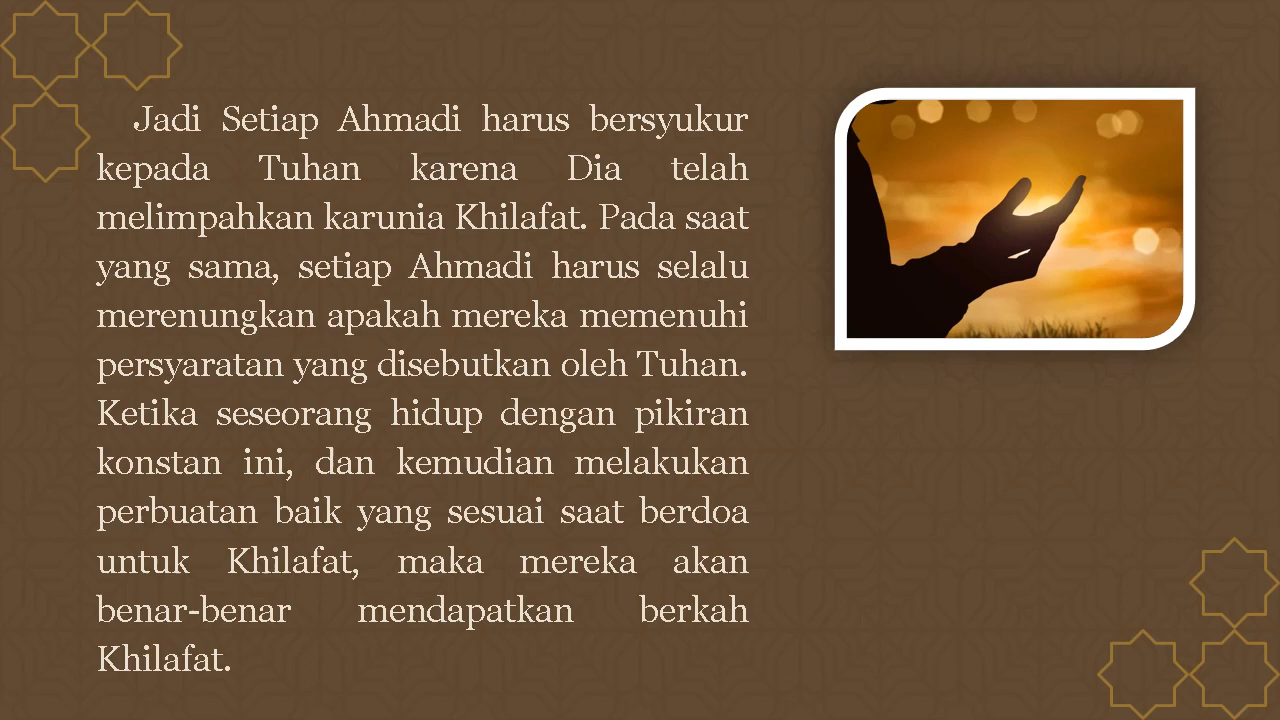 Jadi Setiap Ahmadi harus bersyukur
kepada Tuhan karena Dia telah
melimpahkan karunia Khilafat. Pada saat
yang sama, setiap Ahmadi harus selalu
merenungkan apakah mereka memenuhi
persyaratan yang disebutkan oleh Tuhan.
Ketika seseorang hidup dengan pikiran
konstan ini, dan kemudian melakukan
perbuatan baik yang sesuai saat berdoa
untuk Khilafat, maka mereka akan
benar-benar mendapatkan berkah
Khilafat.